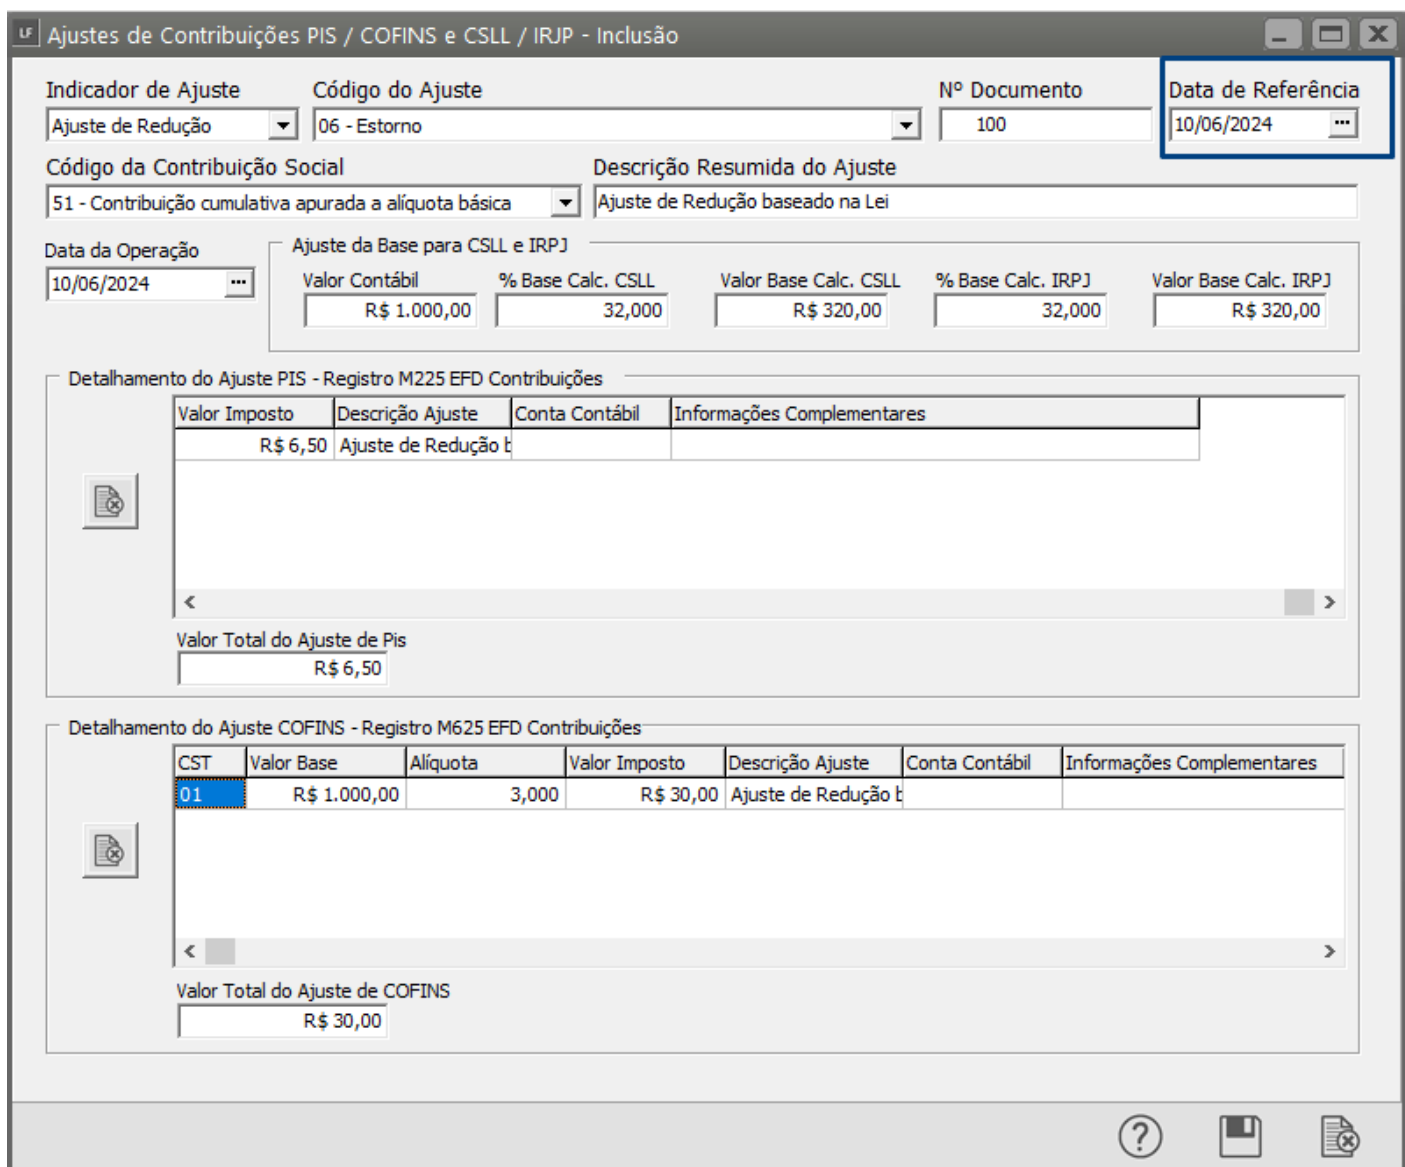 LF Ajustes de Contribuições PIS / COFINS e CSLL / IRJP - Inclusão
Indicador de Ajuste Código do Ajuste Nº Documento Data de Referência
Ajuste de Redução 06 - Estorno 100 10/06/2024 ...
Código da Contribuição Social Descrição Resumida do Ajuste
51 - Contribuição cumulativa apurada a alíquota básica Ajuste de Redução baseado na Lei
Data da Operação Ajuste da Base para CSLL e IRPJ
Valor Contábil % Base Calc. CSLL Valor Base Calc. CSLL % Base Calc. IRPJ Valor Base Calc. IRPJ
10/06/2024 ... R$ 1.000,00 32,000 R$ 320,00 32,000 R$ 320,00
Detalhamento do Ajuste PIS - Registro M225 EFD Contribuições
Valor Imposto Descrição Ajuste Conta Contábil Informações Complementares
R$ 6,50 Ajuste de Redução b
Valor Total do Ajuste de Pis
R$ 6,50
Detalhamento do Ajuste COFINS - Registro M625 EFD Contribuições
CST Valor Base Alíquota Valor Imposto Descrição Ajuste Conta Contábil Informações Complementares
01 R$ 1.000,00 3,000 R$ 30,00 Ajuste de Redução b
Valor Total do Ajuste de COFINS
R$ 30,00